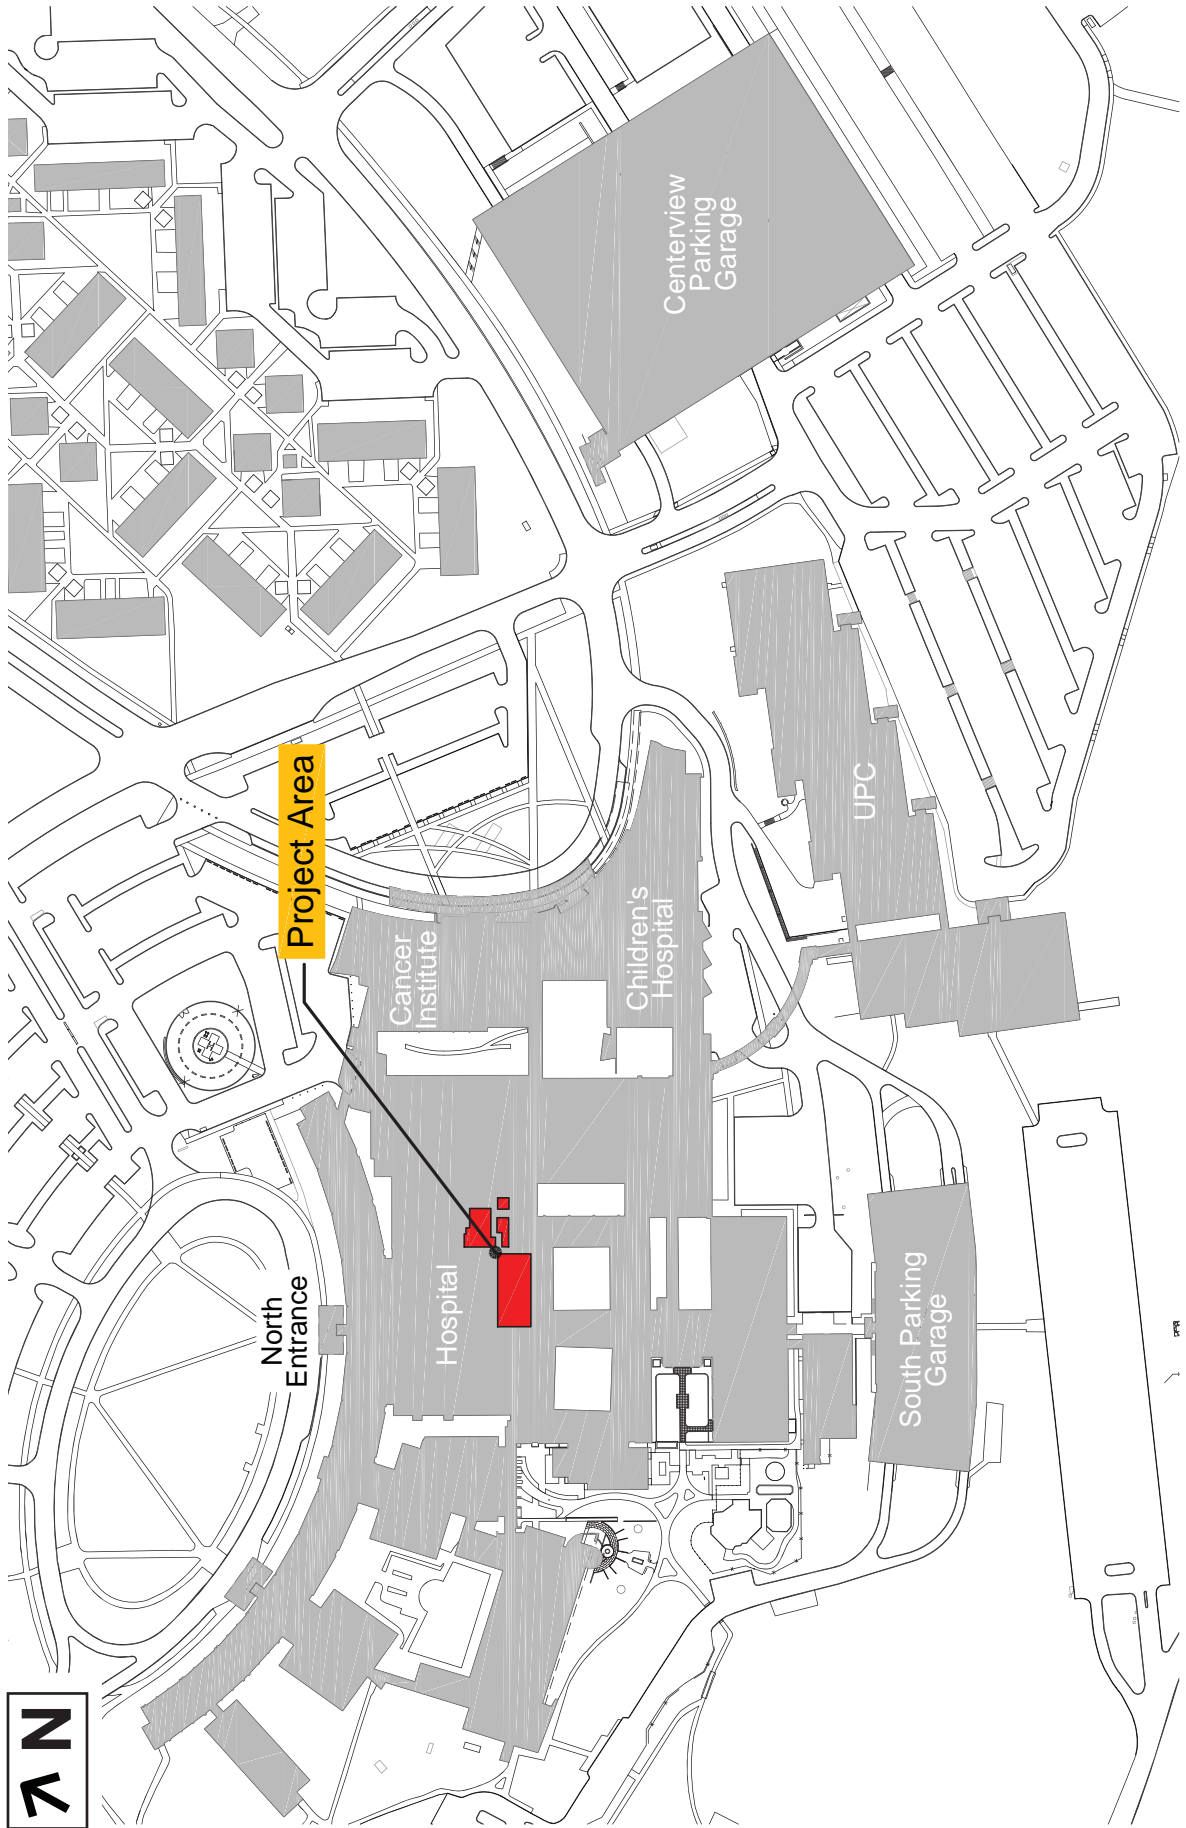 Centerview
Parking
Garage
Project Area
UPC
Cancer
Institute
Children's
Hospital
North
Entrance
Hospital
South Parking
Garage
N